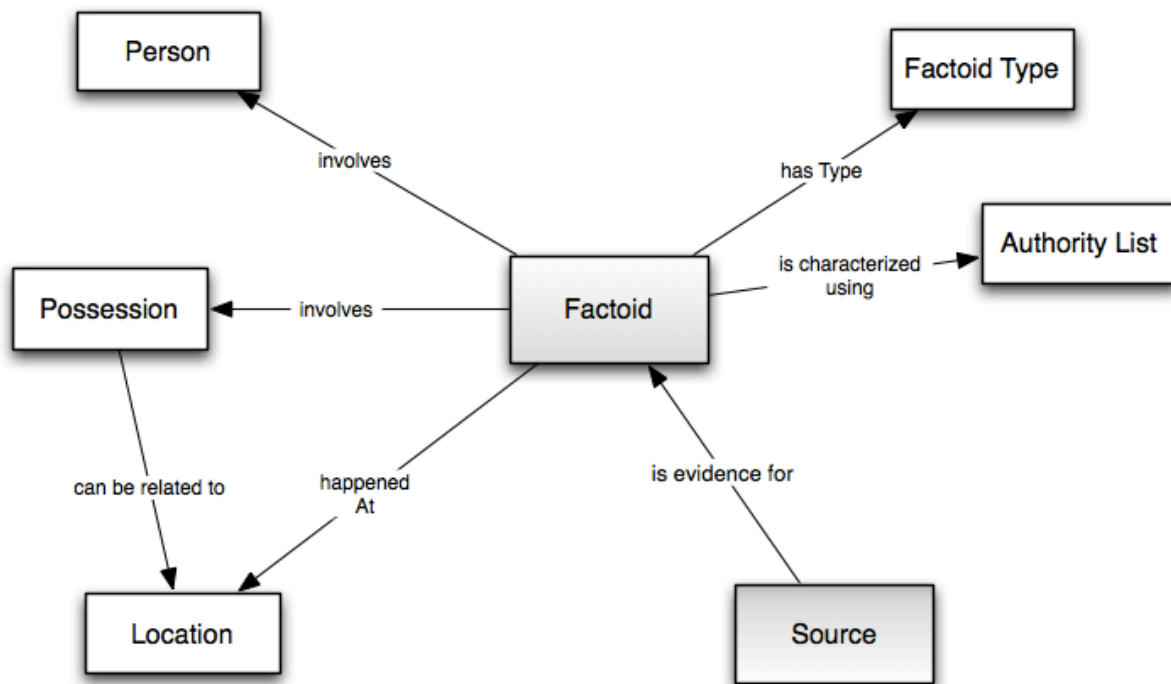 Person
Factoid Type
involves
has Type
Authority List
is characterized
using
Possession
involves
Factoid
can be related to
happened
At
is evidence for
Location
Source